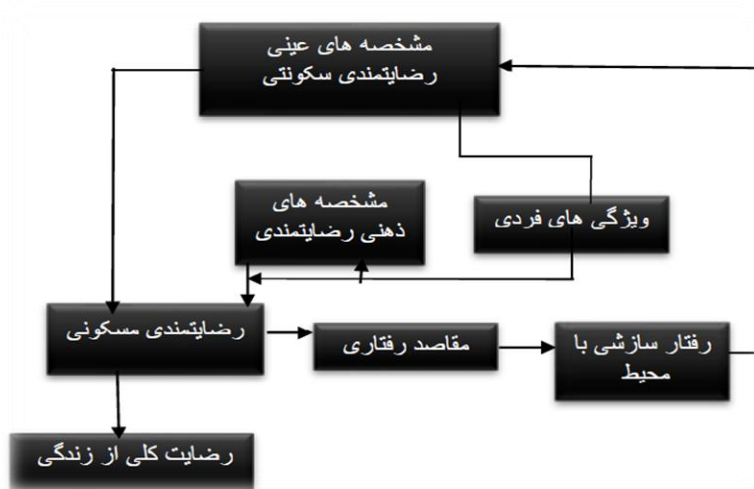 مشخصه های عینی
رضایتمندی سکونتی
مشخصه های
ذهنی رضایتمندی
ویژگی های فردی
رضایتمندی مسکونی
مقاصد رفتاری
رفتار سازشی با
محیط
رضایت کلی از زندگی